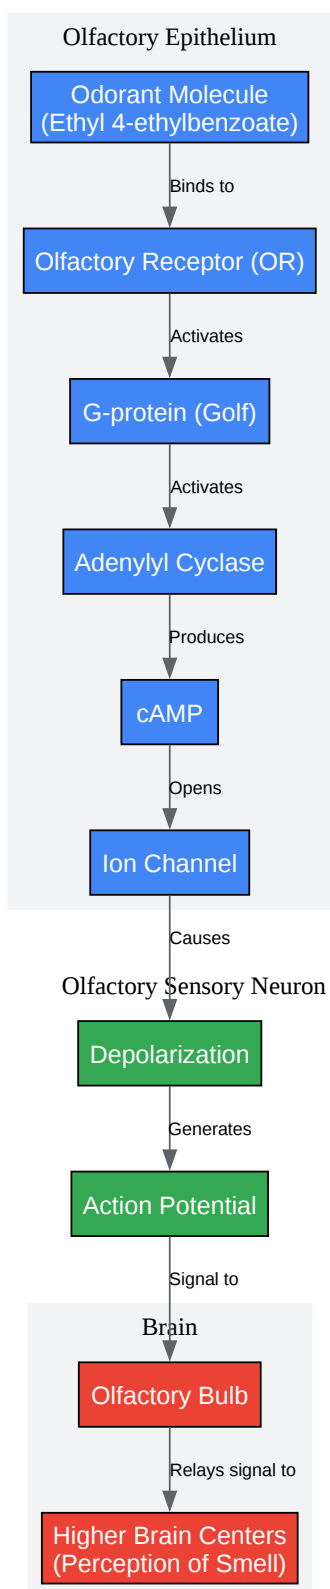 Olfactory Epithelium
Odorant Molecule
(Ethyl 4-ethylbenzoate)
Binds to
Olfactory Receptor (OR)
Activates
G-protein (Golf)
Activates
Adenylyl Cyclase
Produces
cAMP
Opens
Ion Channel
Causes
Olfactory Sensory Neuron
Depolarization
Generates
Action Potential
Signal to
Brain
Olfactory Bulb
Relays signal to
Higher Brain Centers
(Perception of Smell)